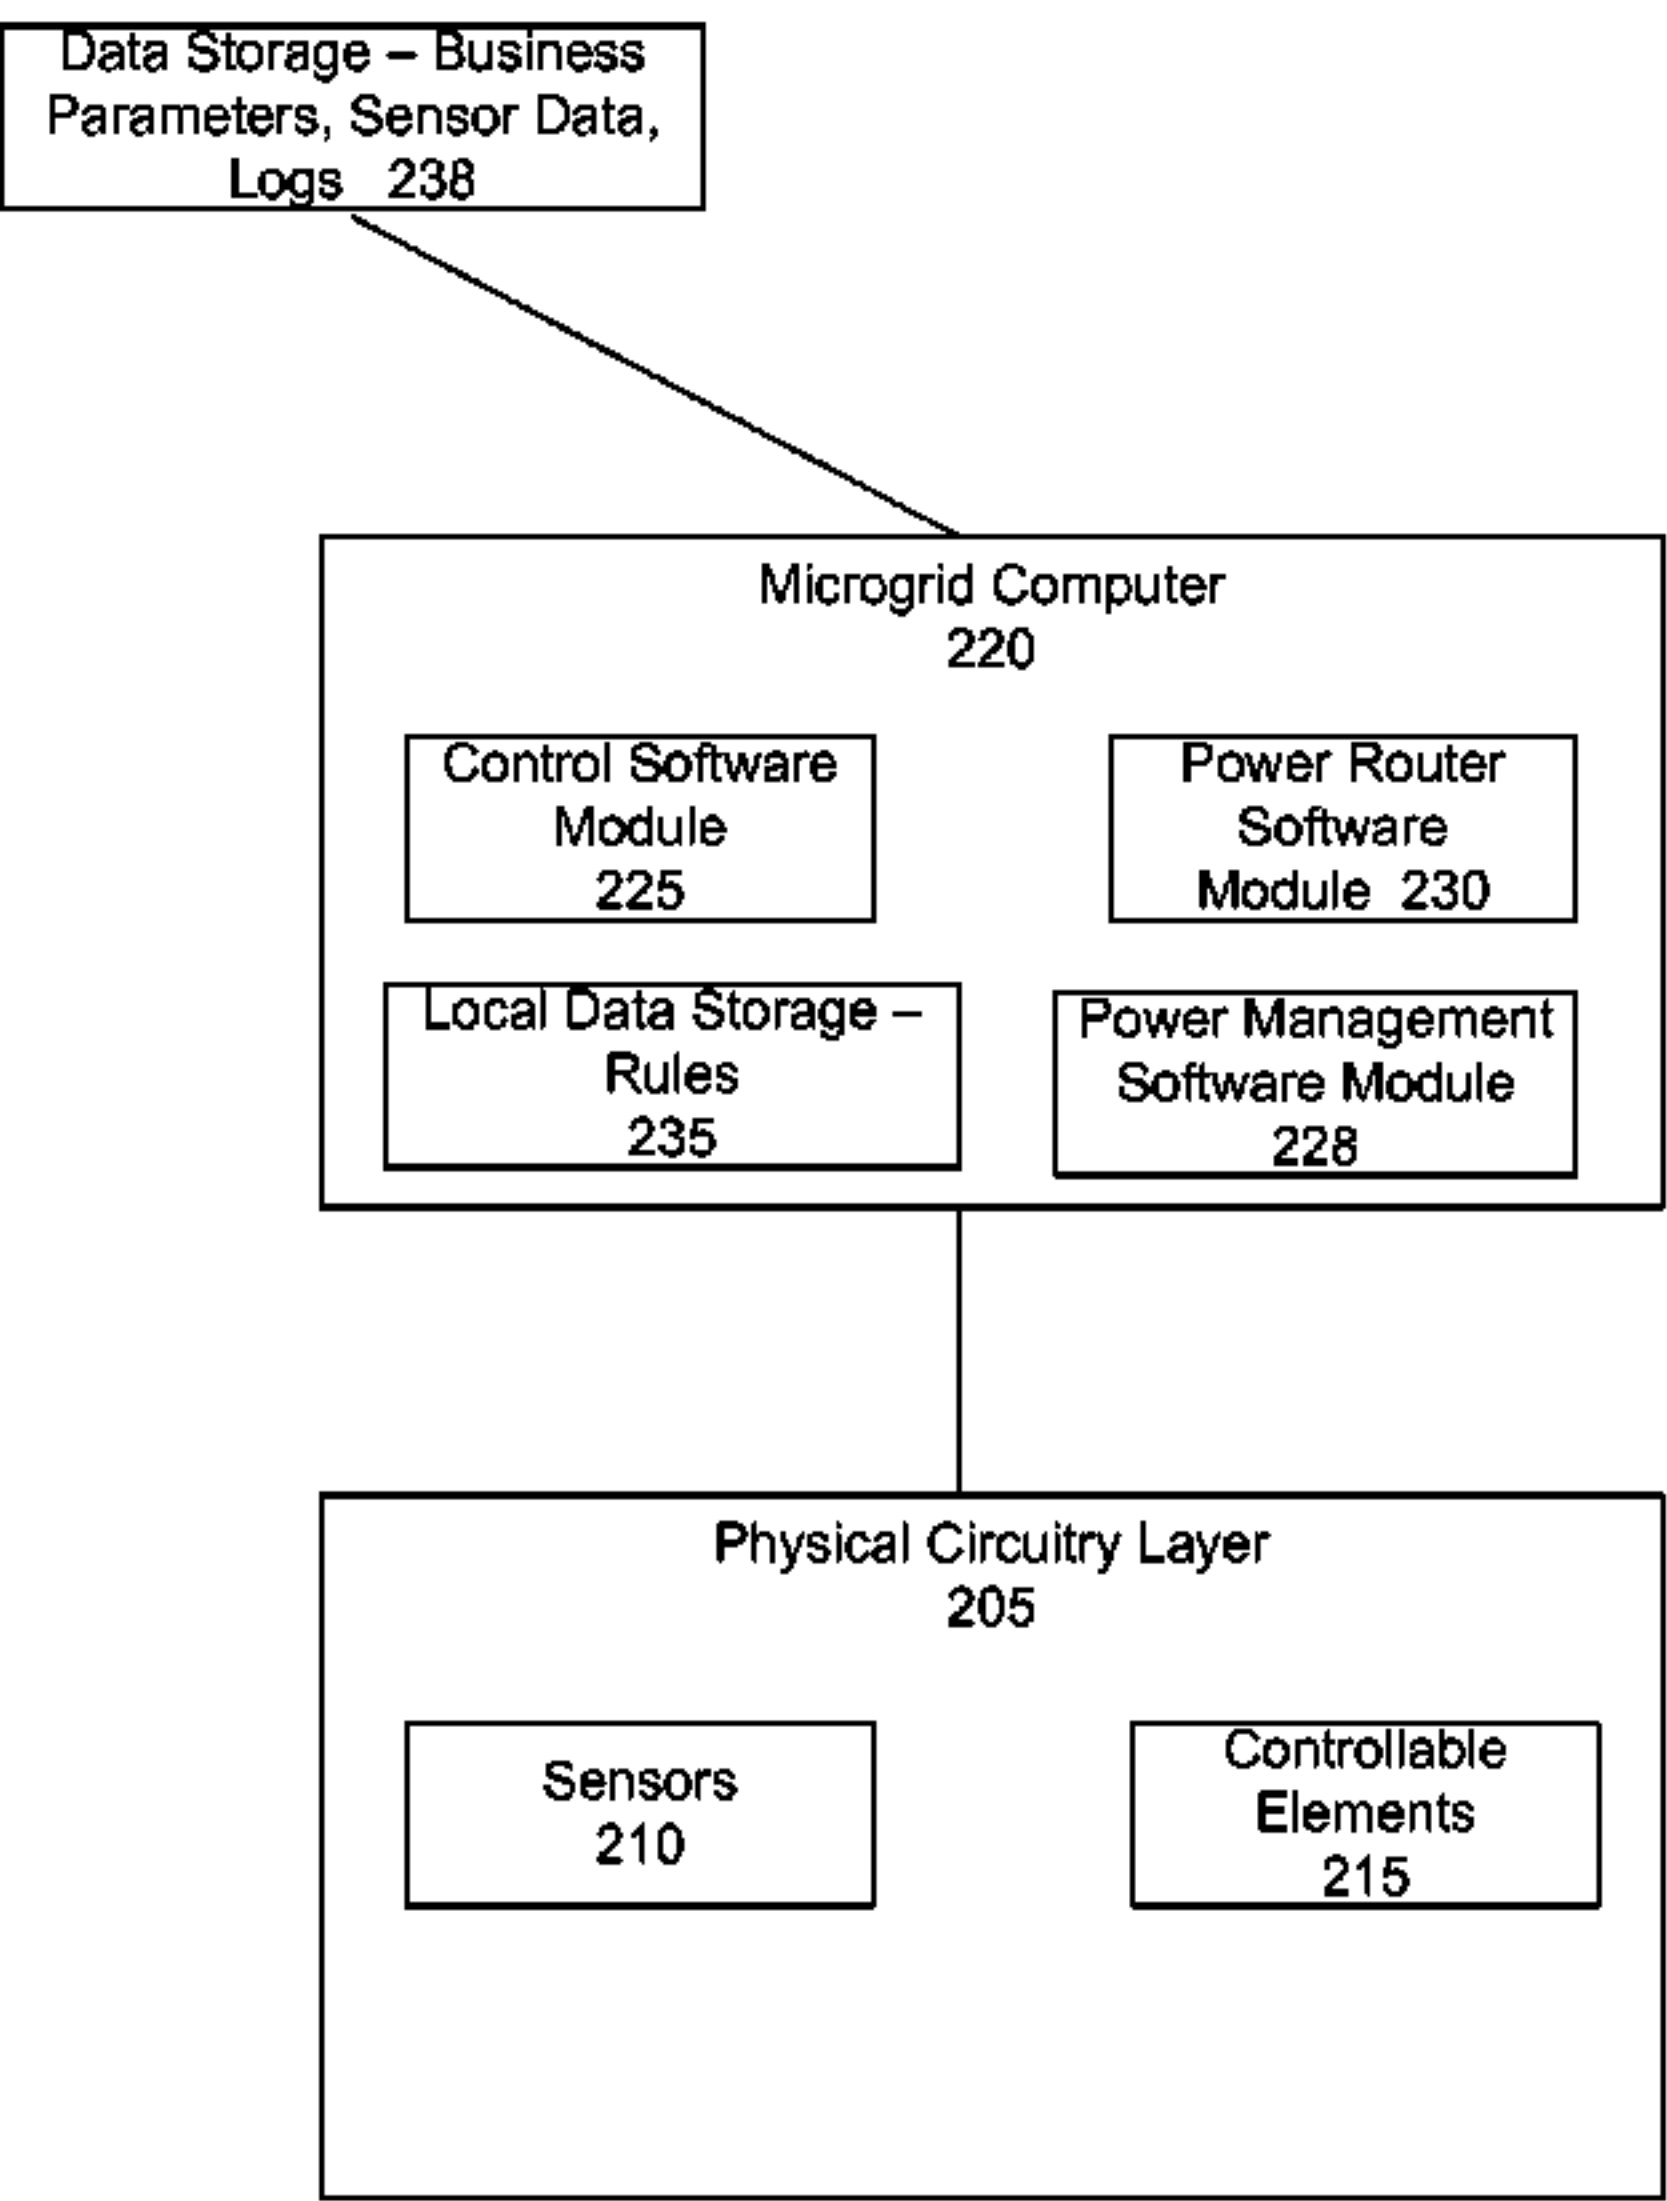 Data Storage – Business
Parameters, Sensor Data,
Logs 238
Microgrid Computer
220
Control Software
Module
225
Power Router
Software
Module 230
Local Data Storage –
Rules
235
Power Management
Software Module
228
Physical Circuitry Layer
205
Sensors
210
Controllable
Elements
215